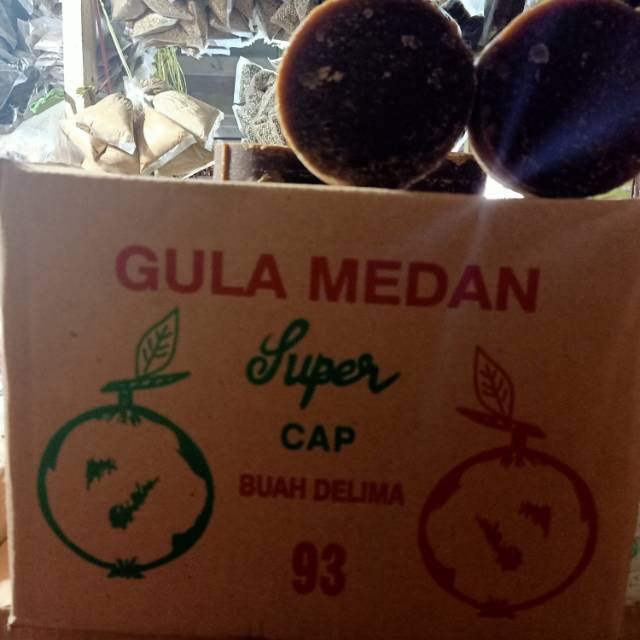 GULA MEDAN
Super
CAP
BUAH DELIMA
93